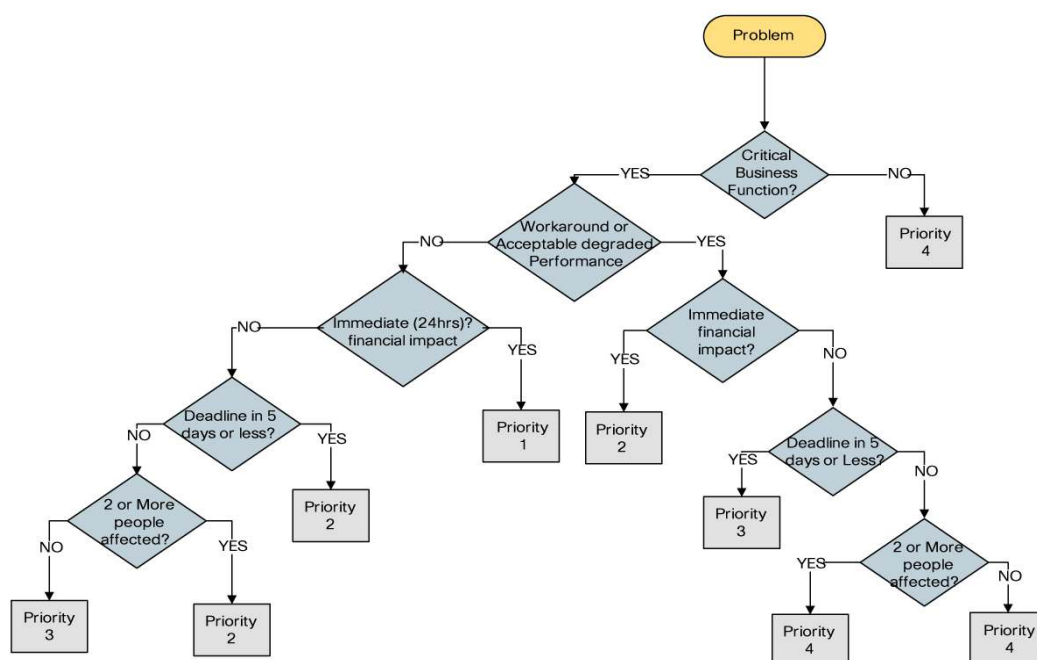 Problem
Critical
Business
Function?
YES
NO
Workaround or
Acceptable degraded
Performance
Priority
4
NO
YES
Immediate (24hrs)?
financial impact
Immediate
financial
impact?
NO
YES
YES
NO
Deadline in 5
days or less?
Priority
1
Priority
2
Deadline in 5
days or Less?
NO
YES
YES
NO
2 or More
people
affected?
Priority
2
Priority
3
2 or More
people
affected?
NO
YES
YES
NO
Priority
3
Priority
2
Priority
4
Priority
4